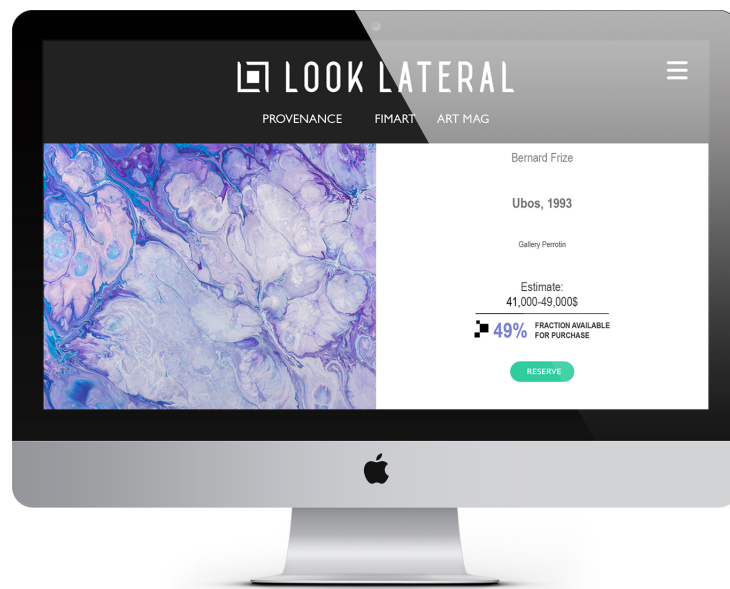 LOOK LATERAL
PROVENANCE FIMART ART MAG
Bernard Frize
Ubos, 1993
Gallery Perrotin
Estimate:
41,000-49,000$
49% FRACTION AVAILABLE
FOR PURCHASE
RESERVE